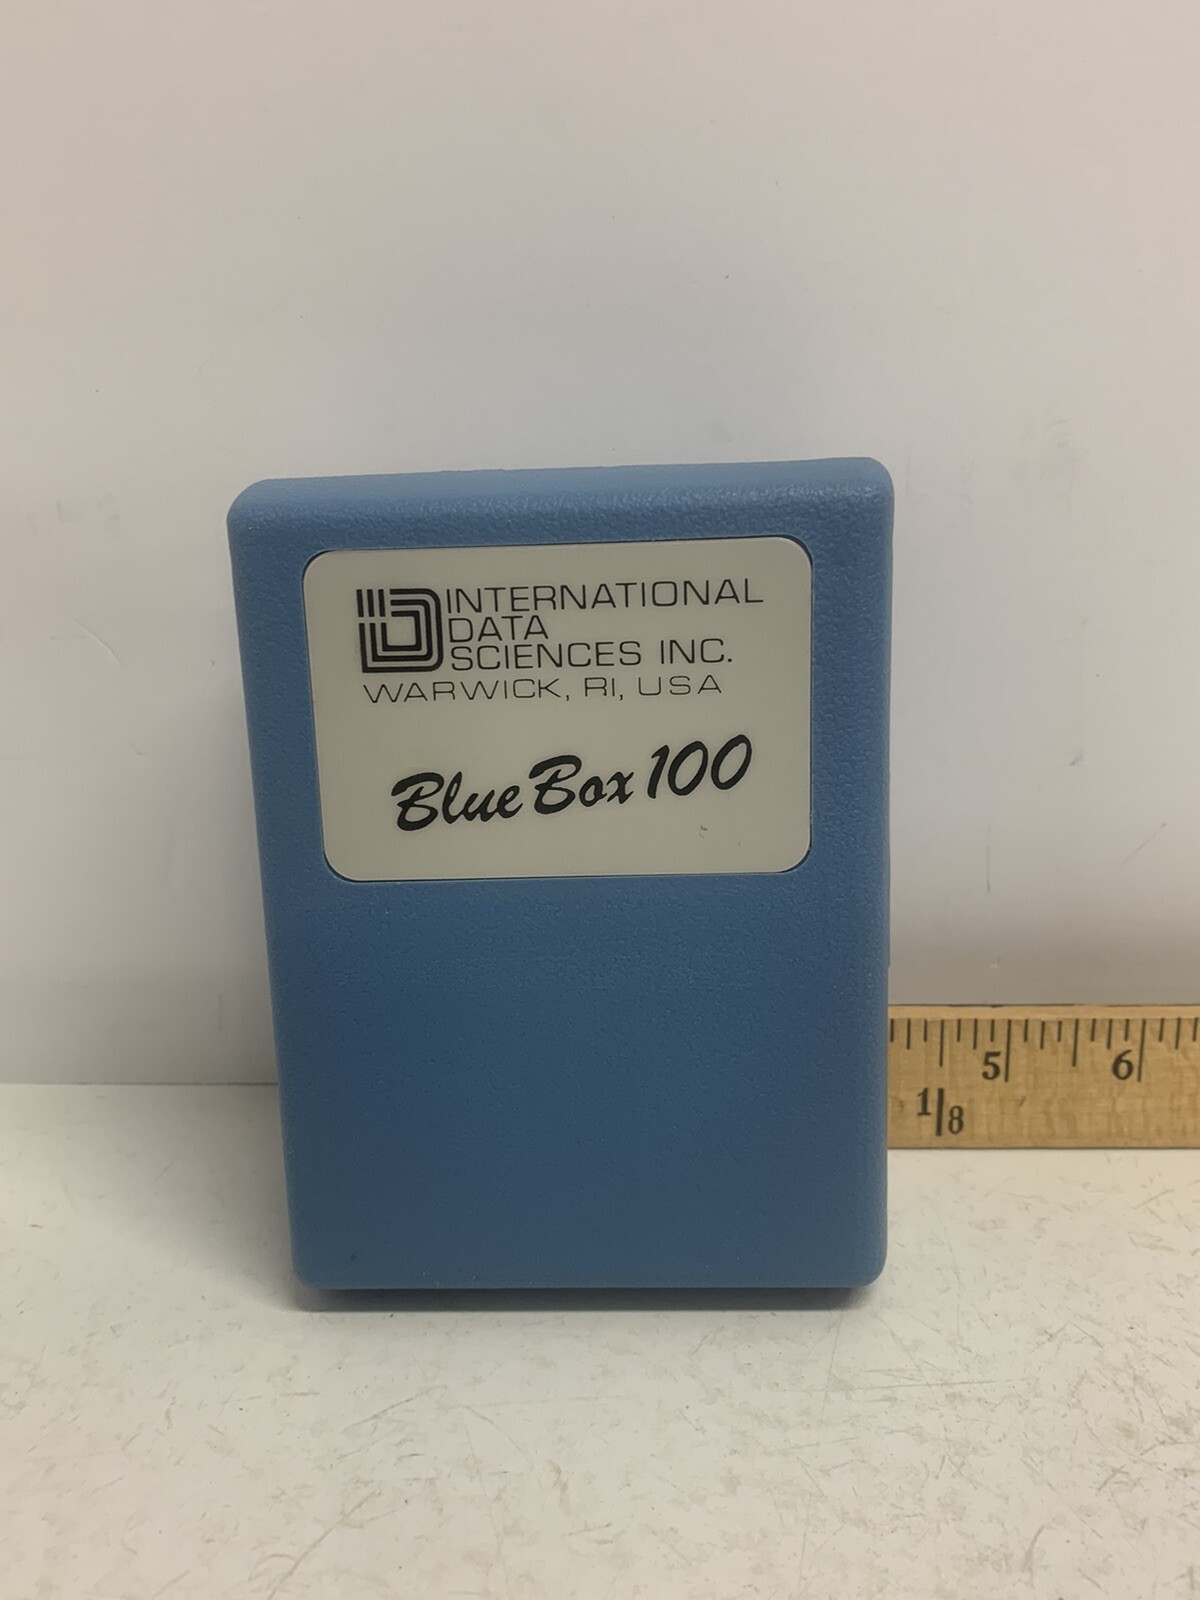 INTERNATIONAL
DATA
SCIENCES INC.
WARWICK, RI, USA
Blue Box 100
5 6
1/8